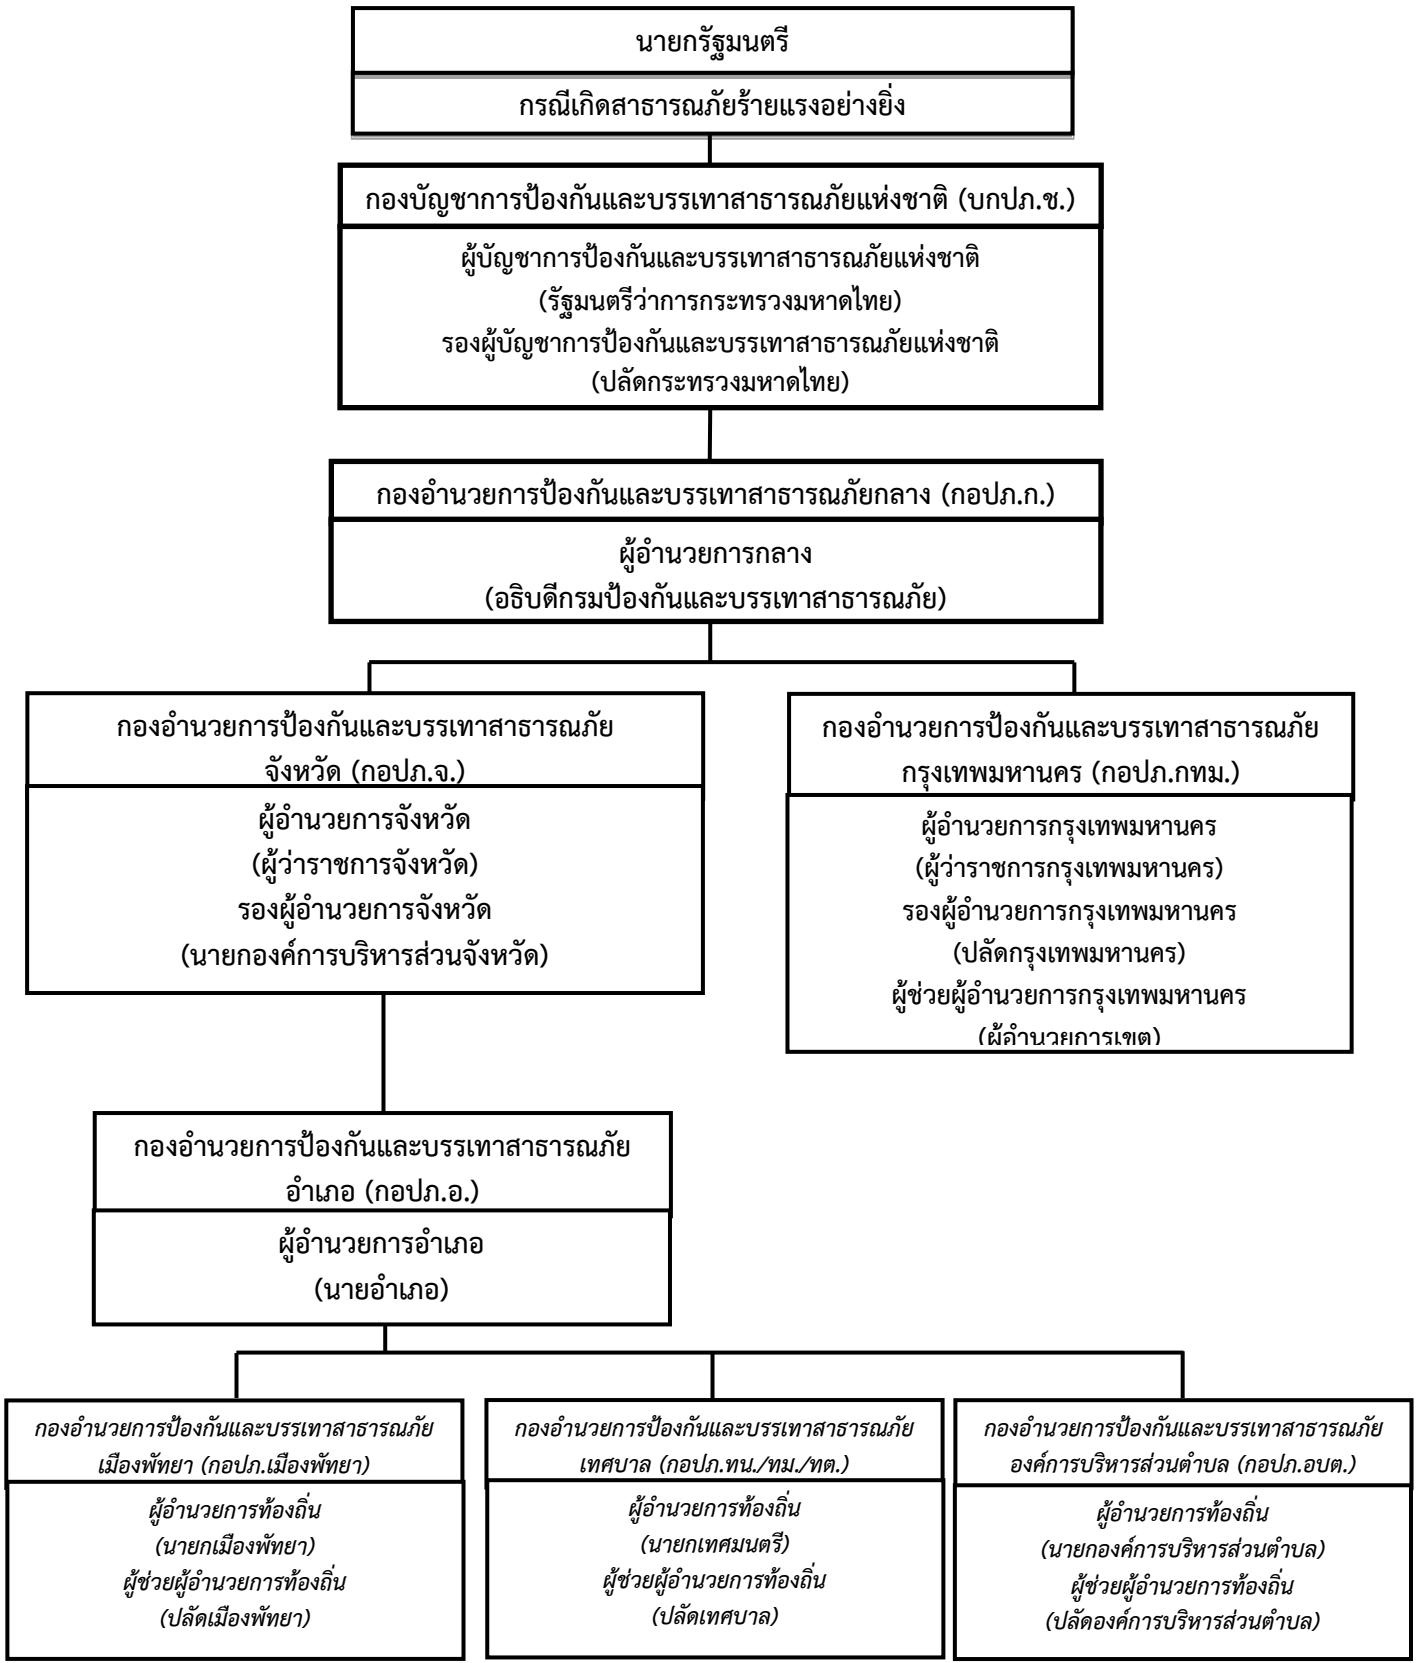 นายกรัฐมนตรี
กรณีเกิดสาธารณภัยร้ายแรงอย่างยิ่ง
กองบัญชาการป้องกันและบรรเทาสาธารณภัยแห่งชาติ (บกปภ.ช.)
ผู้บัญชาการป้องกันและบรรเทาสาธารณภัยแห่งชาติ
(รัฐมนตรีว่าการกระทรวงมหาดไทย)
รองผู้บัญชาการป้องกันและบรรเทาสาธารณภัยแห่งชาติ
(ปลัดกระทรวงมหาดไทย)
กองอำนวยการป้องกันและบรรเทาสาธารณภัยกลาง (กอปภ.ก.)
ผู้อำนวยการกลาง
(อธิบดีกรมป้องกันและบรรเทาสาธารณภัย)
กองอำนวยการป้องกันและบรรเทาสาธารณภัย
จังหวัด (กอปภ.จ.)
ผู้อำนวยการจังหวัด
(ผู้ว่าราชการจังหวัด)
รองผู้อำนวยการจังหวัด
(นายกองค์การบริหารส่วนจังหวัด)
กองอำนวยการป้องกันและบรรเทาสาธารณภัย
กรุงเทพมหานคร (กอปภ.กทม.)
ผู้อำนวยการกรุงเทพมหานคร
(ผู้ว่าราชการกรุงเทพมหานคร)
รองผู้อำนวยการกรุงเทพมหานคร
(ปลัดกรุงเทพมหานคร)
ผู้ช่วยผู้อำนวยการกรุงเทพมหานคร
(ผู้อำนวยการเขต)
กองอำนวยการป้องกันและบรรเทาสาธารณภัย
อำเภอ (กอปภ.อ.)
ผู้อำนวยการอำเภอ
(นายอำเภอ)
กองอำนวยการป้องกันและบรรเทาสาธารณภัย
เมืองพัทยา (กอปภ.เมืองพัทยา)
ผู้อำนวยการท้องถิ่น
(นายกเมืองพัทยา)
ผู้ช่วยผู้อำนวยการท้องถิ่น
(ปลัดเมืองพัทยา)
กองอำนวยการป้องกันและบรรเทาสาธารณภัย
เทศบาล (กอปภ.ทน./ทม./ทต.)
ผู้อำนวยการท้องถิ่น
(นายกเทศมนตรี)
ผู้ช่วยผู้อำนวยการท้องถิ่น
(ปลัดเทศบาล)
กองอำนวยการป้องกันและบรรเทาสาธารณภัย
องค์การบริหารส่วนตำบล (กอปภ.อบต.)
ผู้อำนวยการท้องถิ่น
(นายกองค์การบริหารส่วนตำบล)
ผู้ช่วยผู้อำนวยการท้องถิ่น
(ปลัดองค์การบริหารส่วนตำบล)